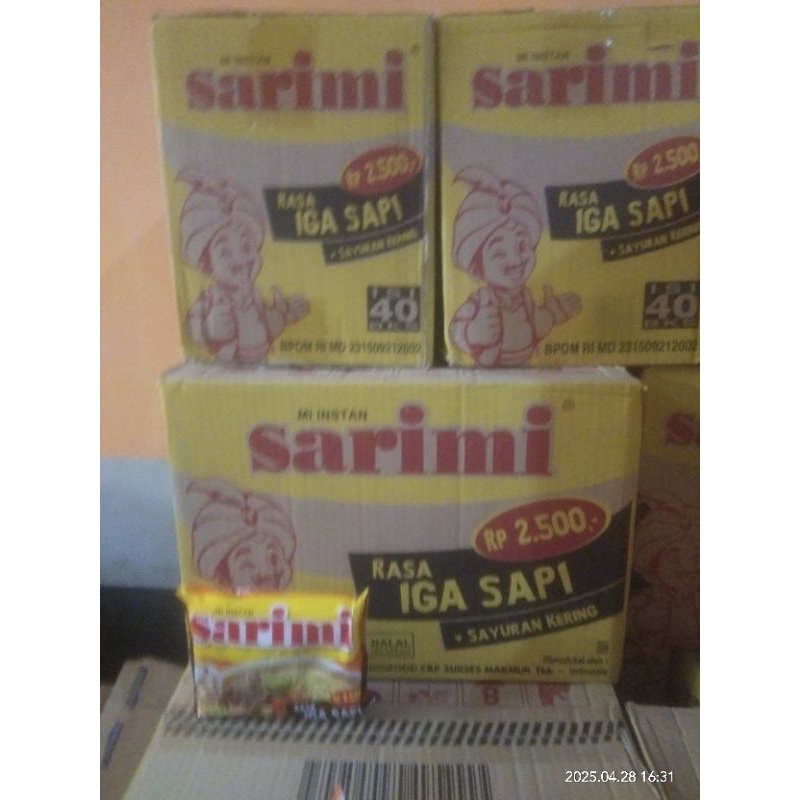 MI INSTAN
sarimi®
Rp 2.500,-
RASA
IGA SAPI
+ SAYURAN KERING
ISI
40
BKS
BPOM RI MD 231509212002
MI INSTAN
sarimi
Rp 2.500
RASA
IGA SAPI
+ SAYURAN KERING
ISI
40
BKS
BPOM RI MD 231509212002
MI INSTAN
sarimi®
Rp 2.500,-
RASA
IGA SAPI
+ SAYURAN KERING
HALAL
Diproduksi oleh :
INDOFOOD CBP SUKSES MAKMUR, Tbk – Indonesia
MI INSTAN
sarimi
RASA
IGA SAPI
2025.04.28 16:31